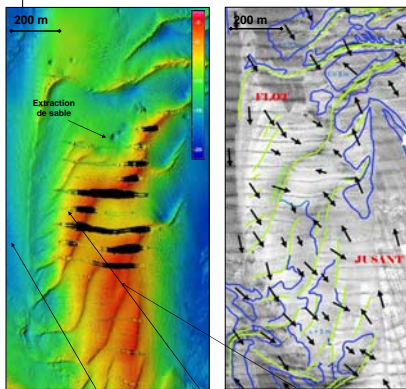 200 m
Extraction
de sable
200 m
FLOT
JUSANT